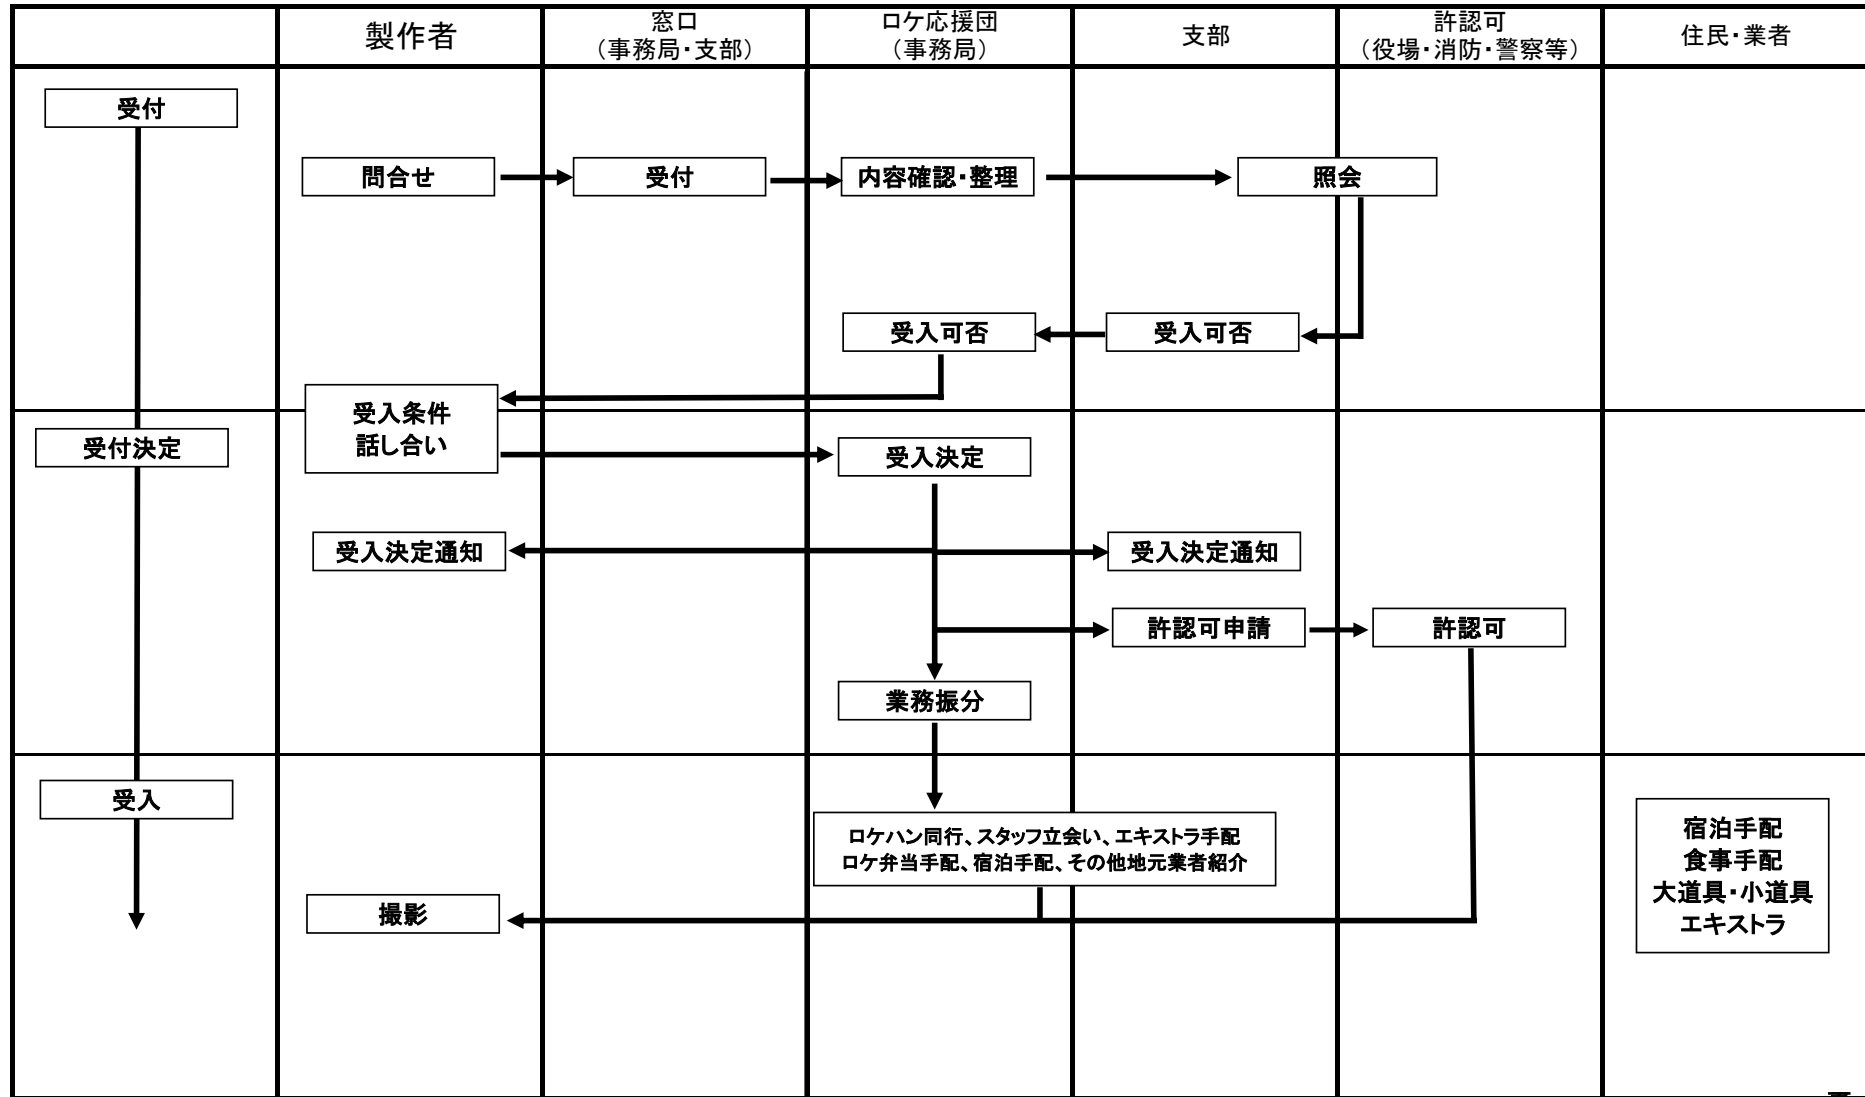 製作者
窓口
（事務局・支部）
ロケ応援団
（事務局）
支部
許認可
（役場・消防・警察等）
住民・業者
受付
問合せ
受付
内容確認・整理
照会
受入可否
受入可否
受入条件
話し合い
受付決定
受入決定
受入決定通知
受入決定通知
許認可申請
許認可
業務振分
受入
ロケハン同行、スタッフ立会い、エキストラ手配
ロケ弁当手配、宿泊手配、その他地元業者紹介
宿泊手配
食事手配
大道具・小道具
エキストラ
撮影